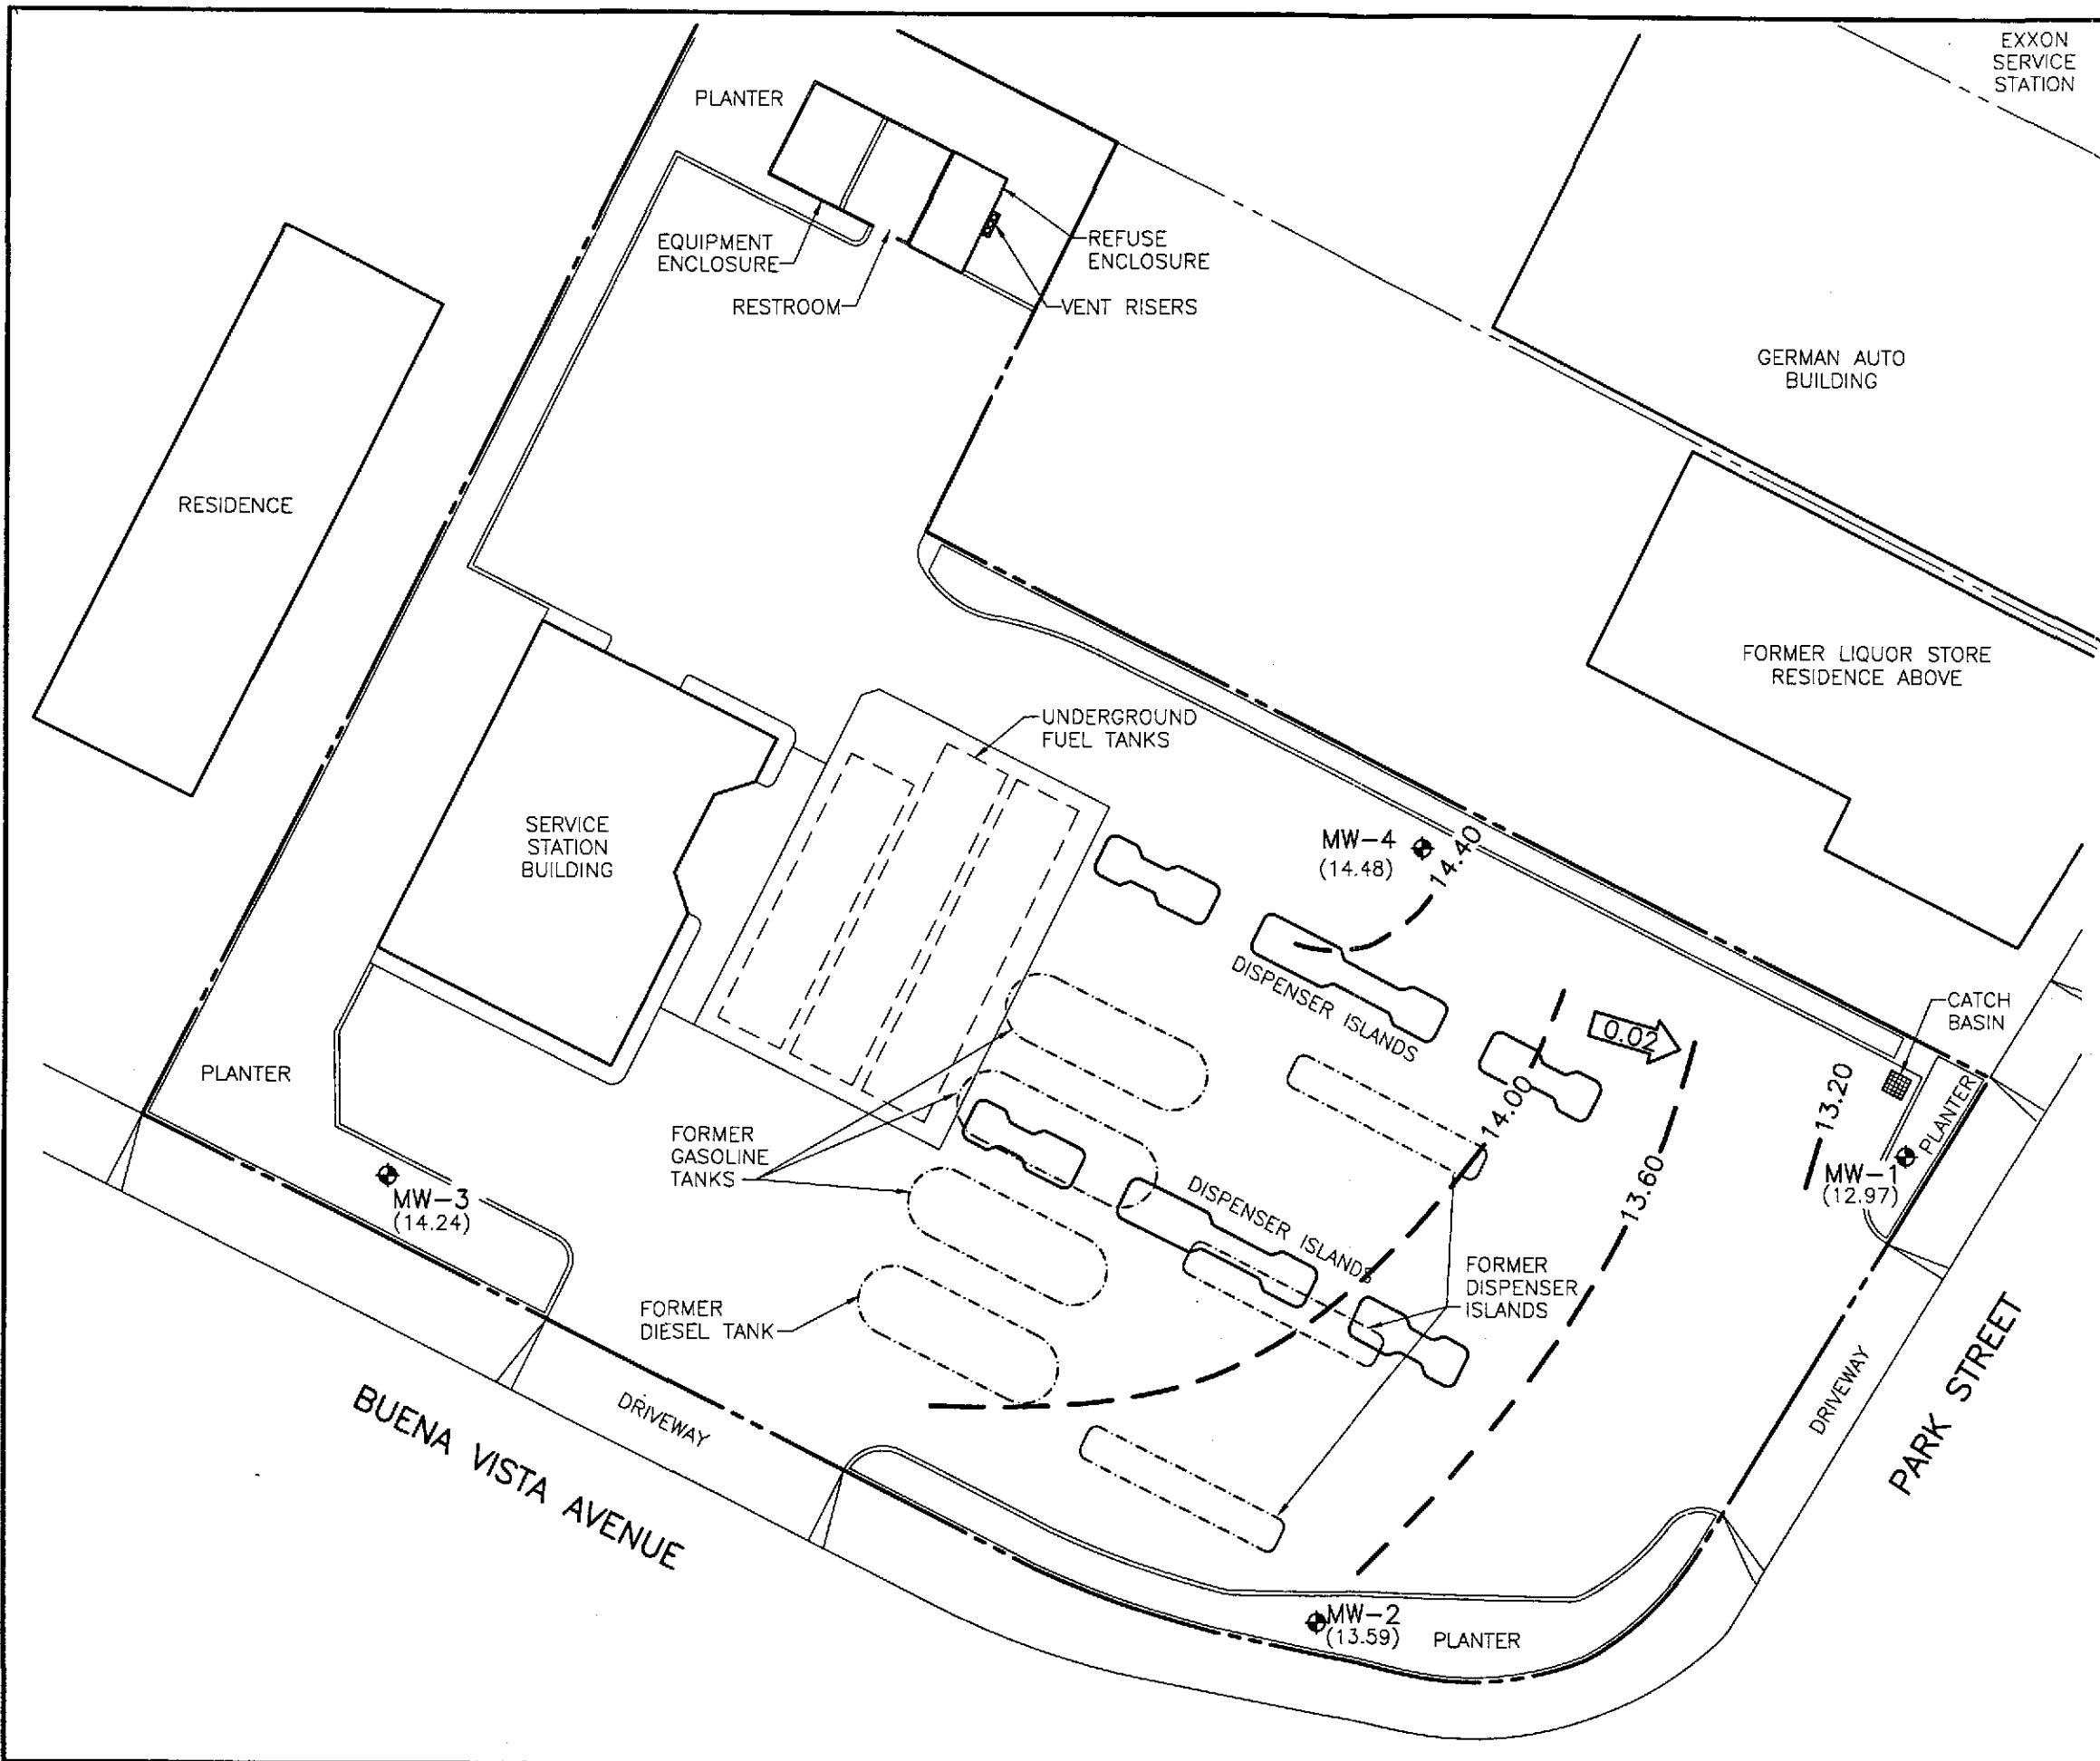 EXXON
SERVICE
STATION
PLANTER
EQUIPMENT
ENCLOSURE
REFUSE
ENCLOSURE
RESTROOM
VENT RISERS
GERMAN AUTO
BUILDING
RESIDENCE
FORMER LIQUOR STORE
RESIDENCE ABOVE
UNDERGROUND
FUEL TANKS
SERVICE
STATION
BUILDING
MW-4
(14.48)
14.40
DISPENSER ISLANDS
0.02
CATCH
BASIN
PLANTER
14.00
13.20
PLANTER
FORMER
GASOLINE
TANKS
MW-3
(14.24)
DISPENSER ISLANDS
13.60
MW-1
(12.97)
FORMER
DISPENSER
ISLANDS
FORMER
DIESEL TANK
DRIVEWAY
DRIVEWAY
PARK STREET
BUENA VISTA AVENUE
MW-2
(13.59)
PLANTER